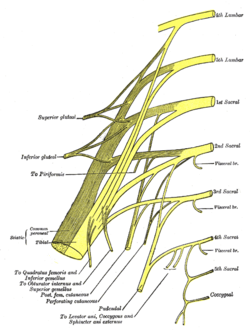 4th Lumbar
5th Lumbar
1st Sacral
Superior gluteal
2nd Sacral
Inferior gluteal
Visceral br.
To Piriformis
3rd Sacral
Visceral br.
Common
peroneal
Sciatic
Tibial
4th Sacral
Visceral br.
To Quadratus femoris and
Inferior gemellus
To Obturator internus and
Superior gemellus
Post. fem. cutaneous
Perforating cutaneous
Pudendal
To Levator ani, Coccygeus and
Sphincter ani externus
5th Sacral
Coccygeal